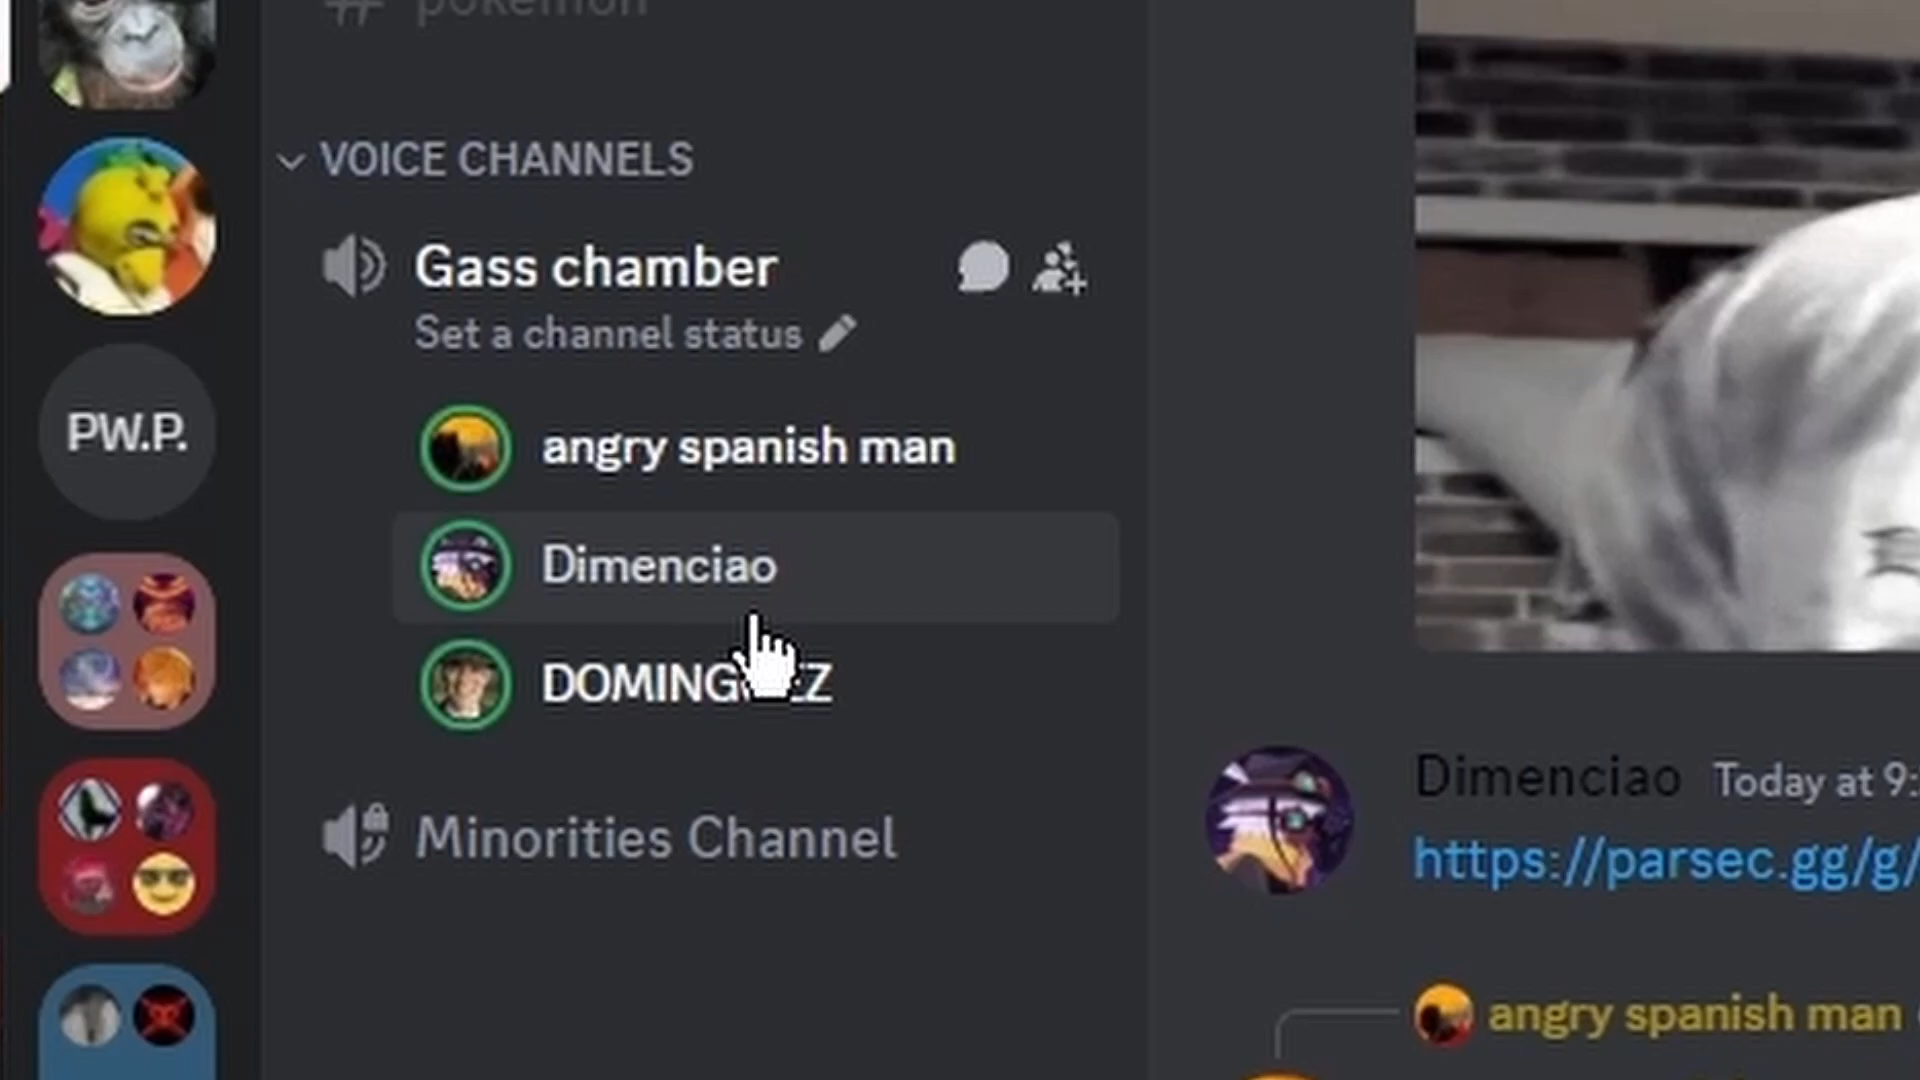 pokemon
VOICE CHANNELS
Gass chamber
Set a channel status
angry spanish man
PW.P.
Dimenciao
Minorities Channel
Dimenciao Today at 9:
https://parsec.gg/g/
angry spanish man